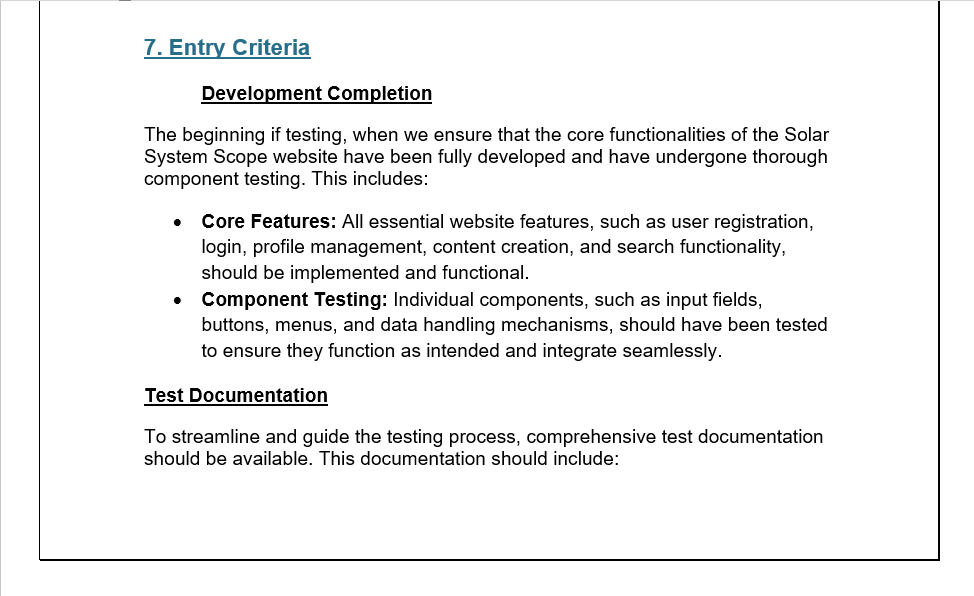 7. Entry Criteria
Development Completion
The beginning if testing, when we ensure that the core functionalities of the Solar
System Scope website have been fully developed and have undergone thorough
component testing. This includes:
• Core Features: All essential website features, such as user registration,
login, profile management, content creation, and search functionality,
should be implemented and functional.
• Component Testing: Individual components, such as input fields,
buttons, menus, and data handling mechanisms, should have been tested
to ensure they function as intended and integrate seamlessly.
Test Documentation
To streamline and guide the testing process, comprehensive test documentation
should be available. This documentation should include: